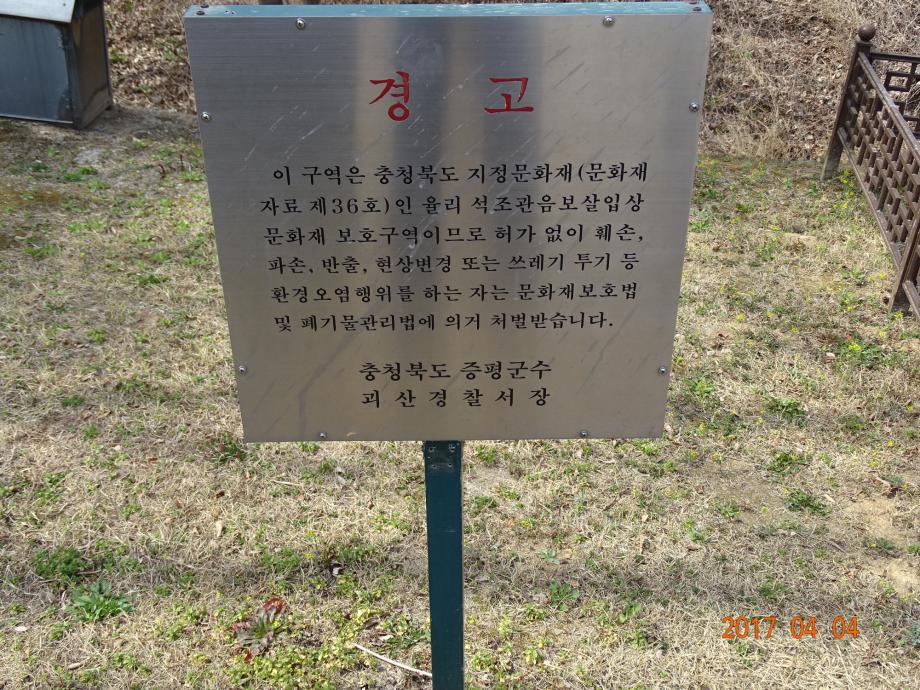 경 고
이 구역은 충청북도 지정문화재(문화재
자료 제36호)인 율리 석조관음보살입상
문화재 보호구역이므로 허가 없이 훼손,
파손, 반출, 현상변경 또는 쓰레기 투기 등
환경오염행위를 하는 자는 문화재보호법
및 폐기물관리법에 의거 처벌받습니다.
충청북도 증평군수
괴산경찰서장
2017 04 04